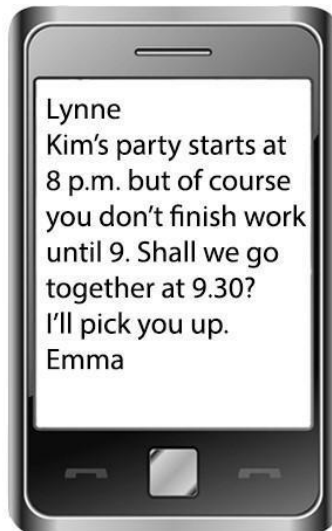 Lynne
Kim's party starts at
8 p.m. but of course
you don't finish work
until 9. Shall we go
together at 9.30?
I'll pick you up.
Emma